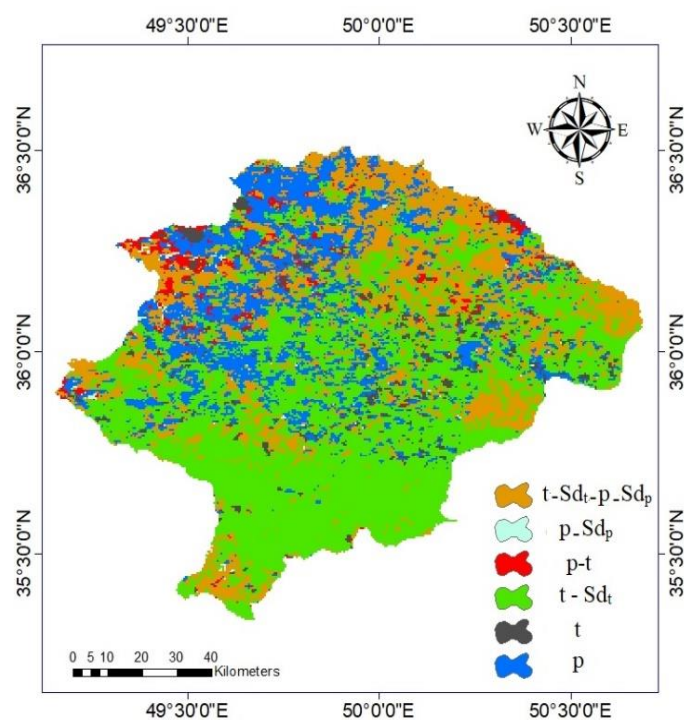 49°30'0"E 50°0'0"E 50°30'0"E
36°30'0"N 36°30'0"N
N
W E
S
36°0'0"N 36°0'0"N
t-Sdt-p-Sdp
p-Sdp
35°30'0"N 35°30'0"N
p-t
t - Sdt
t
p
0 5 10 20 30 40
Kilometers
49°30'0"E 50°0'0"E 50°30'0"E